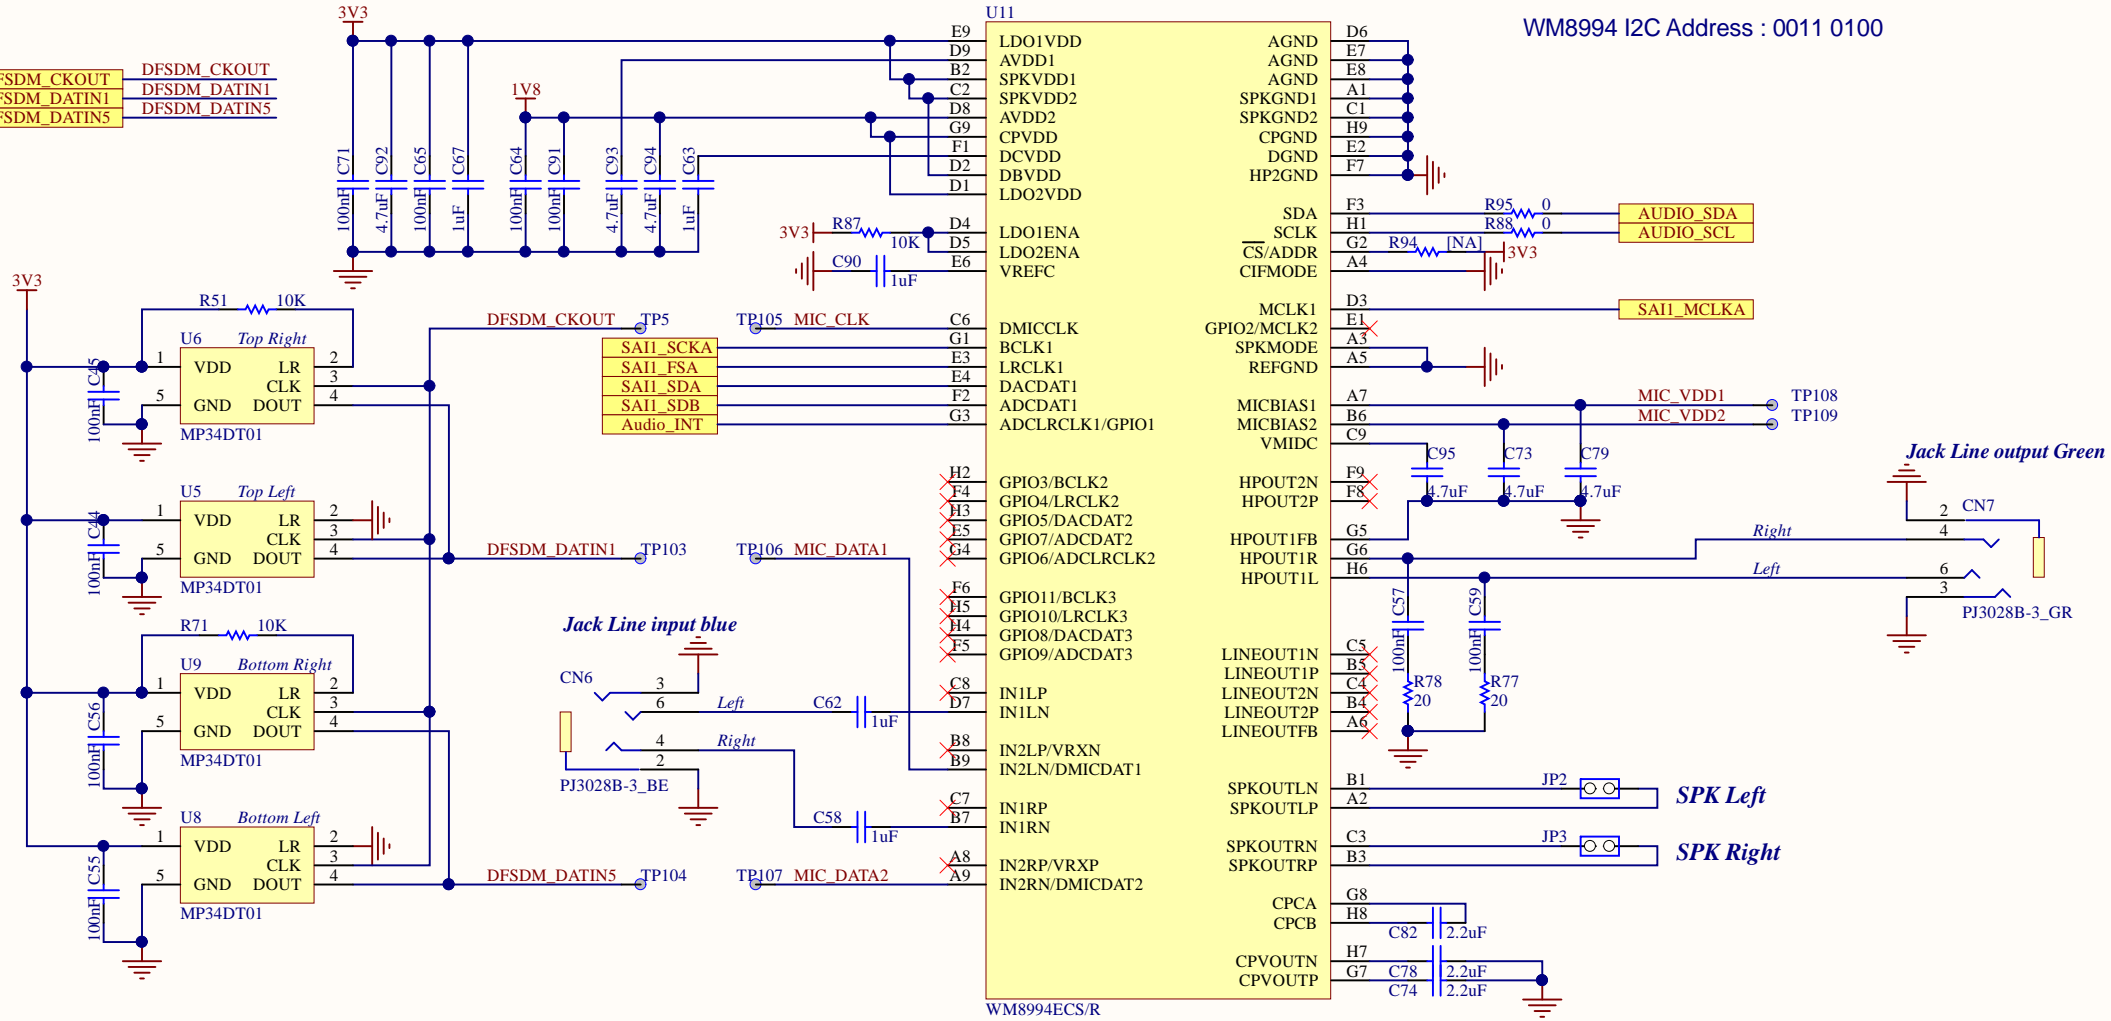 WM8994 I2C Address : 0011 0100
3V3
FSDM_CKOUT DFSDM_CKOUT
FSDM_DATIN1 DFSDM_DATIN1
FSDM_DATIN5 DFSDM_DATIN5
1V8
C71 100nF
C92 4.7uF
C65 100nF
C67 1uF
C64 100nF
C91 100nF
C93 4.7uF
C94 4.7uF
C63 1uF
3V3 R87 10K
C90 1uF
U11
E9 LDO1VDD
D9 AVDD1
B2 SPKVDD1
C2 SPKVDD2
D8 AVDD2
G9 CPVDD
F1 DCVDD
D2 DBVDD
D1 LDO2VDD
D4 LDO1ENA
D5 LDO2ENA
E6 VREFC
DFSDM_CKOUT TP5 TP105 MIC_CLK C6 DMICCLK
SAI1_SCKA G1 BCLK1
SAI1_FSA E3 LRCLK1
SAI1_SDA E4 DACDAT1
SAI1_SDB F2 ADCDAT1
Audio_INT G3 ADCLRCLK1/GPIO1
H2 GPIO3/BCLK2
F4 GPIO4/LRCLK2
H3 GPIO5/DACDAT2
E5 GPIO7/ADCDAT2
G4 GPIO6/ADCLRCLK2
DFSDM_DATIN1 TP103 TP106 MIC_DATA1
F6 GPIO11/BCLK3
H5 GPIO10/LRCLK3
H4 GPIO8/DACDAT3
F5 GPIO9/ADCDAT3
C8 IN1LP
D7 IN1LN
B8 IN2LP/VRXN
B9 IN2LN/DMICDAT1
C7 IN1RP
B7 IN1RN
A8 IN2RP/VRXP
A9 IN2RN/DMICDAT2
DFSDM_DATIN5 TP104 TP107 MIC_DATA2
WM8994ECS/R
AGND D6
AGND E7
AGND E8
SPKGND1 A1
SPKGND2 C1
CPGND H9
DGND E2
HP2GND F7
SDA F3 R95 0 AUDIO_SDA
SCLK H1 R88 0 AUDIO_SCL
CS/ADDR G2 R94 [NA] 3V3
CIFMODE A4
MCLK1 D3 SAI1_MCLKA
GPIO2/MCLK2 E1
SPKMODE A3
REFGND A5
MICBIAS1 A7 MIC_VDD1 TP108
MICBIAS2 B6 MIC_VDD2 TP109
VMIDC C9
C95 4.7uF
C73 4.7uF
C79 4.7uF
HPOUT2N F9
HPOUT2P F8
HPOUT1FB G5
HPOUT1R G6 Right
HPOUT1L H6 Left
C57 100nF
C59 100nF
R78 20
R77 20
LINEOUT1N C5
LINEOUT1P B5
LINEOUT2N C4
LINEOUT2P B4
LINEOUTFB A6
SPKOUTLN B1 JP2
SPKOUTLP A2
SPK Left
SPKOUTRN C3 JP3
SPKOUTRP B3
SPK Right
CPCA G8
CPCB H8
C82 2.2uF
CPVOUTN H7
C78 2.2uF
CPVOUTP G7
C74 2.2uF
Jack Line output Green
2 CN7
4
6
3
PJ3028B-3_GR
3V3
R51 10K
U6 Top Right
1 VDD LR 2
CLK 3
5 GND DOUT 4
MP34DT01
C45 100nF
U5 Top Left
1 VDD LR 2
CLK 3
5 GND DOUT 4
MP34DT01
C44 100nF
R71 10K
U9 Bottom Right
1 VDD LR 2
CLK 3
5 GND DOUT 4
MP34DT01
C56 100nF
U8 Bottom Left
1 VDD LR 2
CLK 3
5 GND DOUT 4
MP34DT01
C55 100nF
Jack Line input blue
CN6
3
6 Left C62 1uF
4 Right
2
PJ3028B-3_BE
C58 1uF